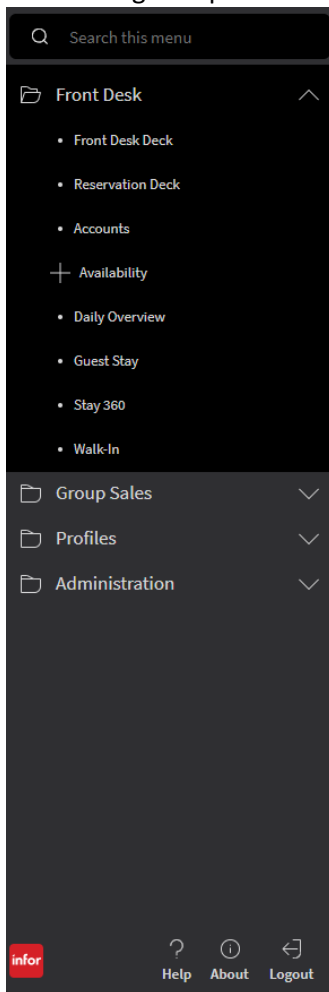 Search this menu
Front Desk
Front Desk Deck
Reservation Deck
Accounts
Availability
Daily Overview
Guest Stay
Stay 360
Walk-In
Group Sales
Profiles
Administration
infor
Help About Logout